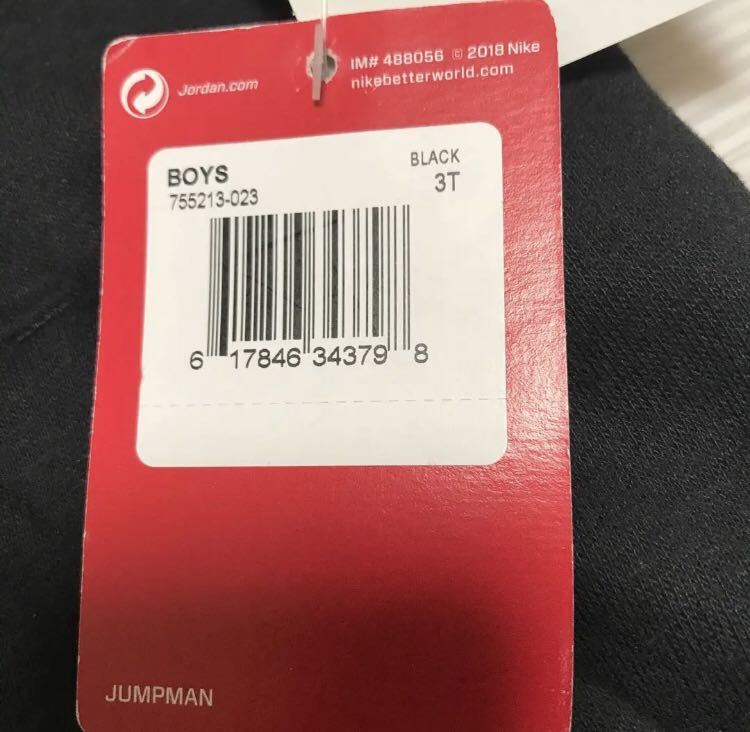 Jordan.com
IM# 488056 © 2018 Nike
nikebetterworld.com
BOYS
755213-023
BLACK
3T
6 17846 34379 8
JUMPMAN